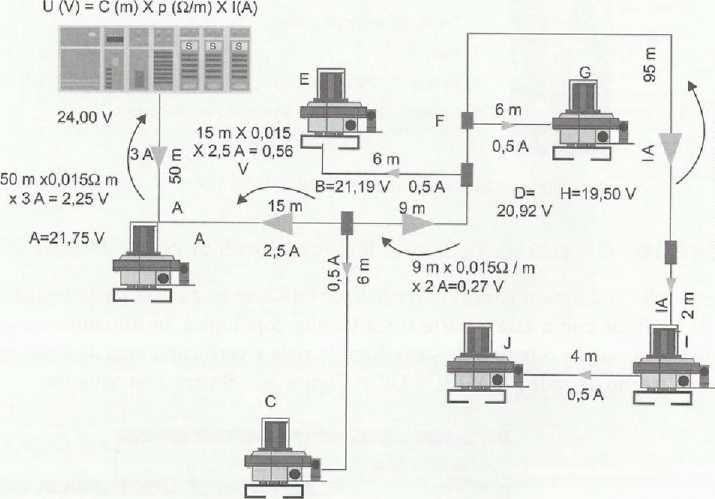 U (V) = C (m) X p (Ω/m) X I(A)
S S S
24,00 V
3 A
50 m
50 m x0,015Ω m
x 3 A = 2,25 V
A
A=21,75 V
A
15 m X 0,015
X 2,5 A = 0,56
V
15 m
2,5 A
E
6 m
B=21,19 V 0,5 A
9 m
9 m x 0,015Ω / m
x 2 A=0,27 V
0,5 A
6 m
C
F
6 m
0,5 A
G
D=
20,92 V
H=19,50 V
95 m
I A
IA
2 m
I
J
4 m
0,5 A